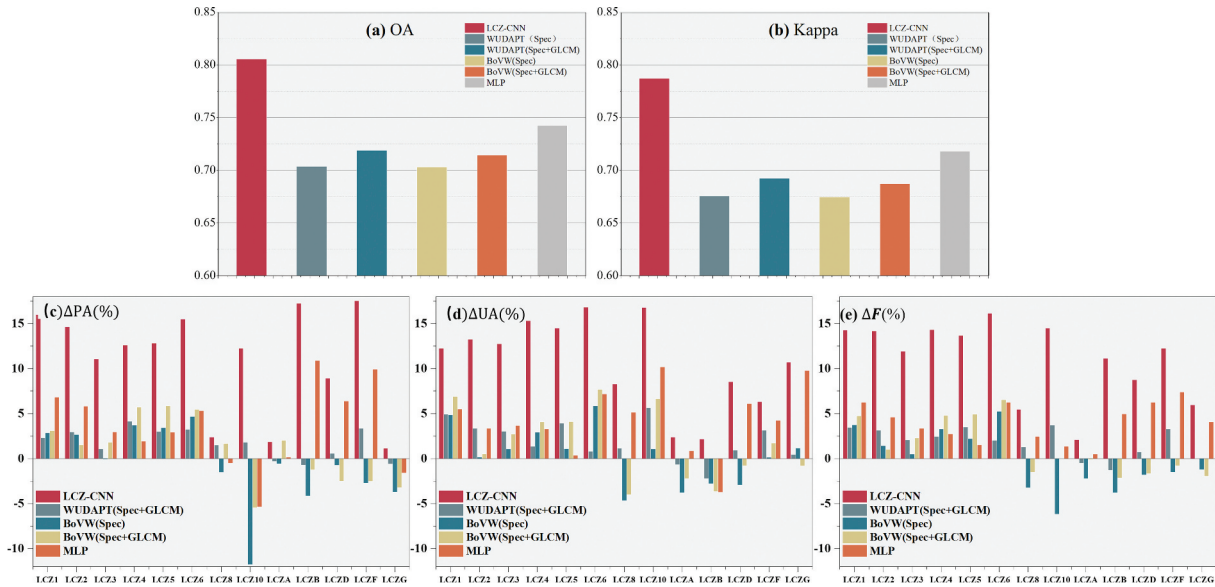 (a) OA
LCZ-CNN
WUDAPT（Spec）
WUDAPT(Spec+GLCM)
BoVW(Spec)
BoVW(Spec+GLCM)
MLP
0.85
0.80
0.75
0.70
0.65
0.60
(b) Kappa
LCZ-CNN
WUDAPT（Spec）
WUDAPT(Spec+GLCM)
BoVW(Spec)
BoVW(Spec+GLCM)
MLP
0.85
0.80
0.75
0.70
0.65
0.60
(c)ΔPA(%)
15
10
5
0
-5
-10
LCZ-CNN
WUDAPT(Spec+GLCM)
BoVW(Spec)
BoVW(Spec+GLCM)
MLP
LCZ1 LCZ2 LCZ3 LCZ4 LCZ5 LCZ6 LCZ8 LCZ10 LCZA LCZB LCZD LCZF LCZG
(d)ΔUA(%)
15
10
5
0
-5
-10
LCZ-CNN
WUDAPT(Spec+GLCM)
BoVW(Spec)
BoVW(Spec+GLCM)
MLP
LCZ1 LCZ2 LCZ3 LCZ4 LCZ5 LCZ6 LCZ8 LCZ10 LCZA LCZB LCZD LCZF LCZG
(e) ΔF(%)
15
10
5
0
-5
-10
LCZ-CNN
WUDAPT(Spec+GLCM)
BoVW(Spec)
BoVW(Spec+GLCM)
MLP
LCZ1 LCZ2 LCZ3 LCZ4 LCZ5 LCZ6 LCZ8 LCZ10 LCZA LCZB LCZD LCZF LCZG